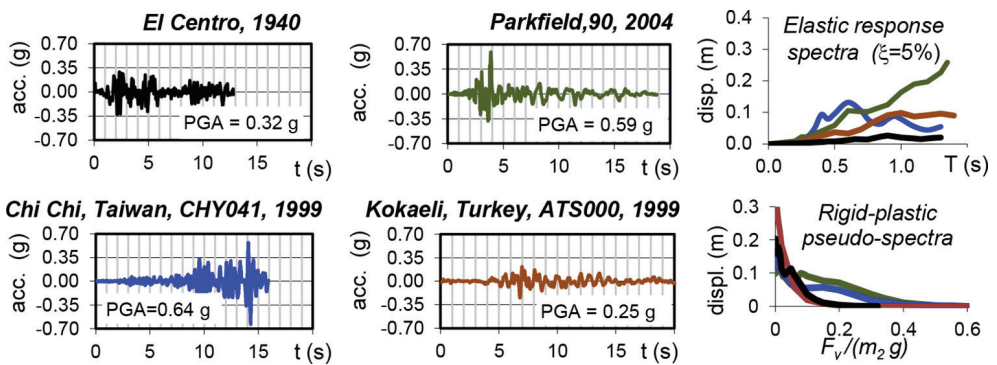 El Centro, 1940
acc. (g)
0.70
0.35
0.00
-0.35
-0.70
PGA = 0.32 g
0 5 10 15 20
t (s)
Parkfield,90, 2004
acc. (g)
0.70
0.35
0.00
-0.35
-0.70
PGA = 0.59 g
0 5 10 15 20
t (s)
disp. (m)
0.4
0.3
0.2
0.1
0
Elastic response
spectra (ξ=5%)
0.0 0.5 1.0
T (s)
Chi Chi, Taiwan, CHY041, 1999
acc. (g)
0.70
0.35
0.00
-0.35
-0.70
PGA=0.64 g
0 5 10 15 20
t (s)
Kokaeli, Turkey, ATS000, 1999
acc. (g)
0.70
0.35
0.00
-0.35
-0.70
PGA = 0.25 g
0 5 10 15 20
t (s)
displ. (m)
0.3
0.2
0.1
0
Rigid-plastic
pseudo-spectra
0 0.2 0.4 0.6
Fᵥ/(m₂ g)